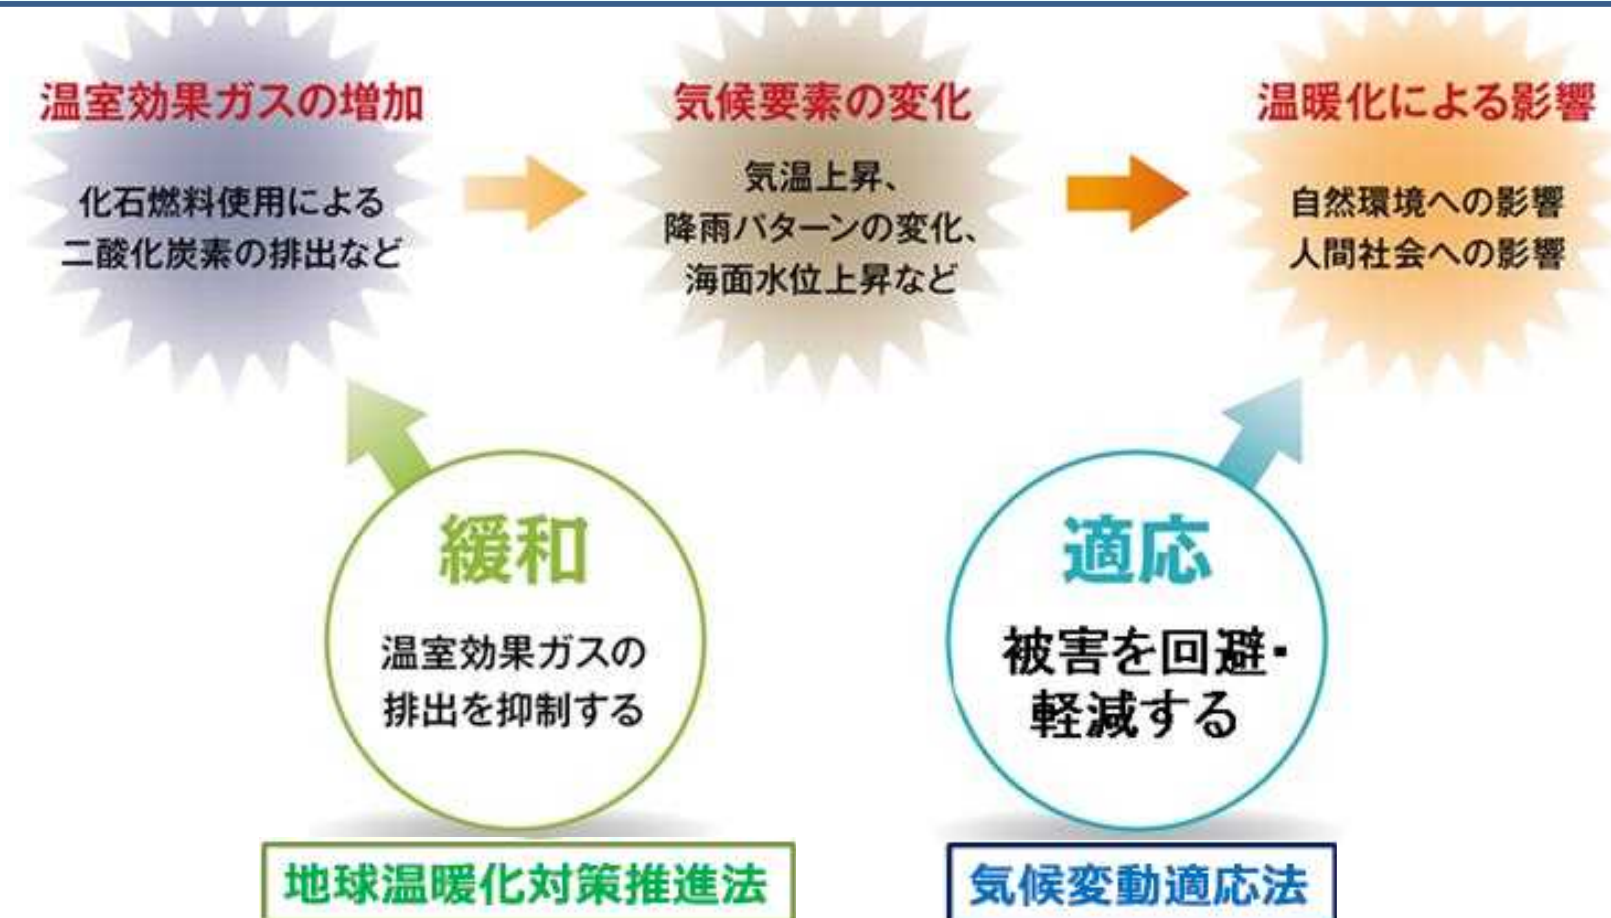 温室効果ガスの増加
化石燃料使用による
二酸化炭素の排出など
気候要素の変化
気温上昇、
降雨パターンの変化、
海面水位上昇など
温暖化による影響
自然環境への影響
人間社会への影響
緩和
温室効果ガスの
排出を抑制する
適応
被害を回避・
軽減する
地球温暖化対策推進法
気候変動適応法